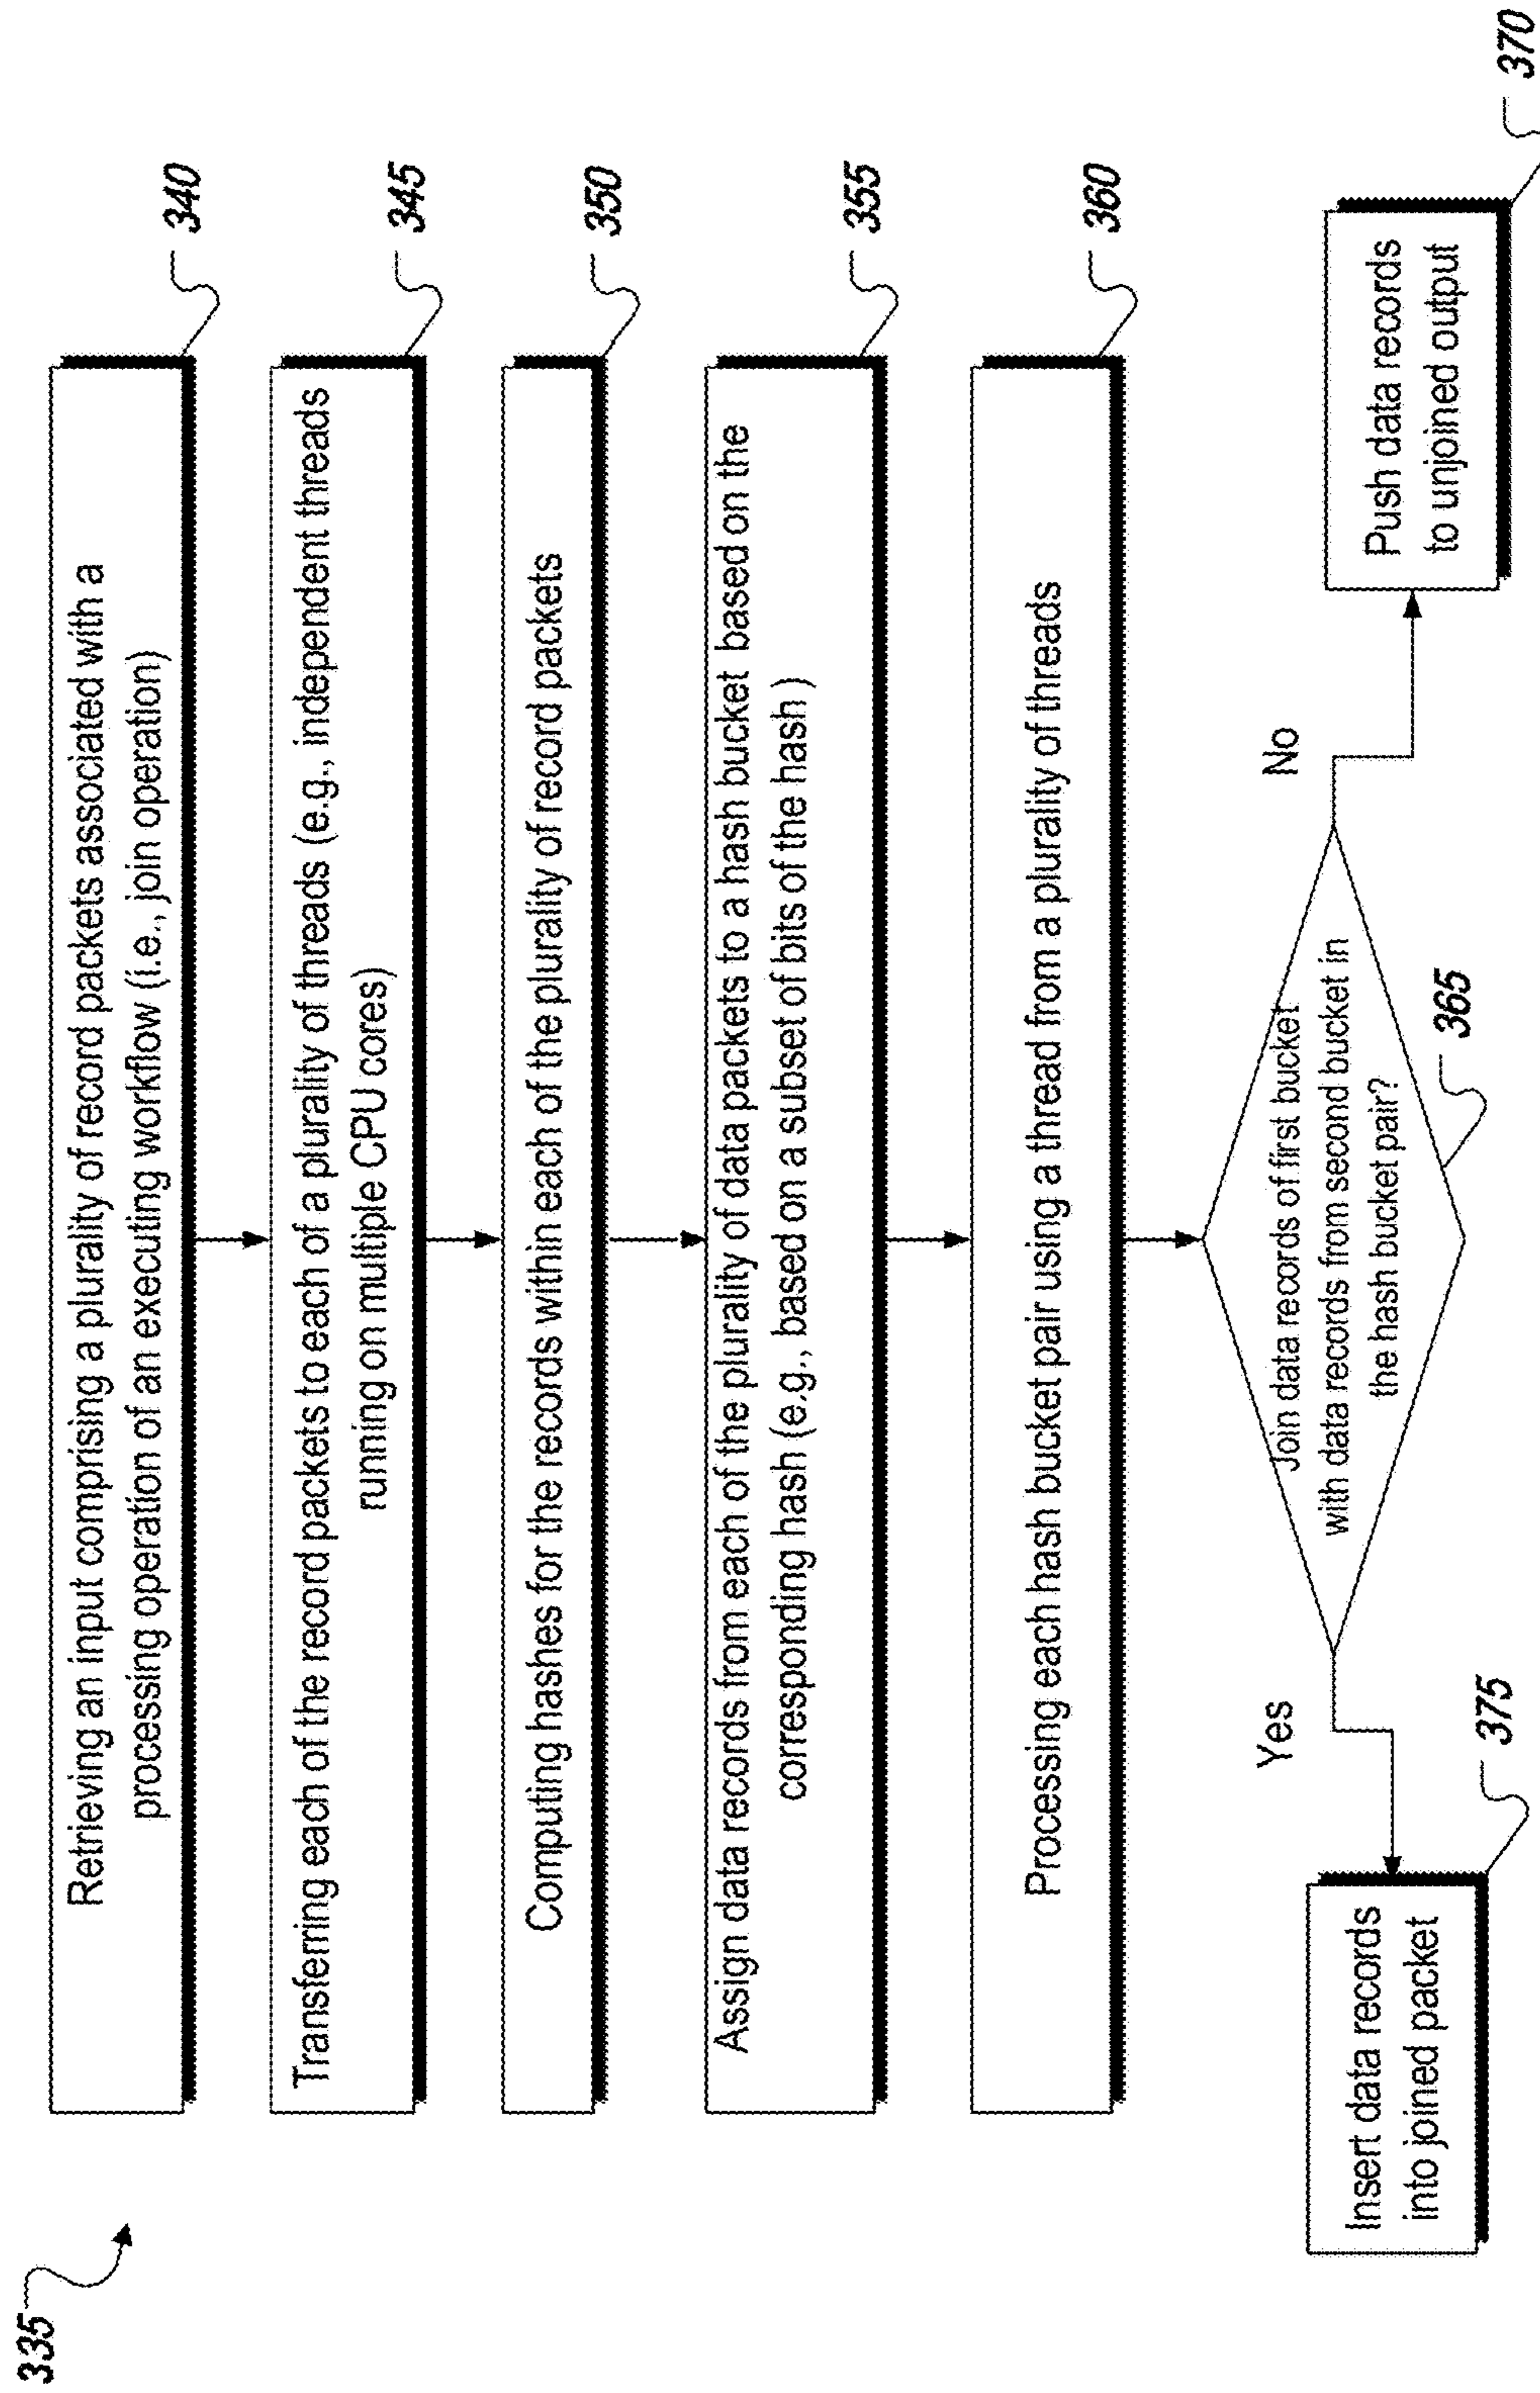 335
Retrieving an input comprising a plurality of record packets associated with a
processing operation of an executing workflow (i.e., join operation)
340
Transferring each of the record packets to each of a plurality of threads (e.g., independent threads
running on multiple CPU cores)
345
Computing hashes for the records within each of the plurality of record packets
350
Assign data records from each of the plurality of data packets to a hash bucket based on the
corresponding hash (e.g., based on a subset of bits of the hash )
355
Processing each hash bucket pair using a thread from a plurality of threads
360
Join data records of first bucket
with data records from second bucket in
the hash bucket pair?
365
Yes
No
Insert data records
into joined packet
375
Push data records
to unjoined output
370